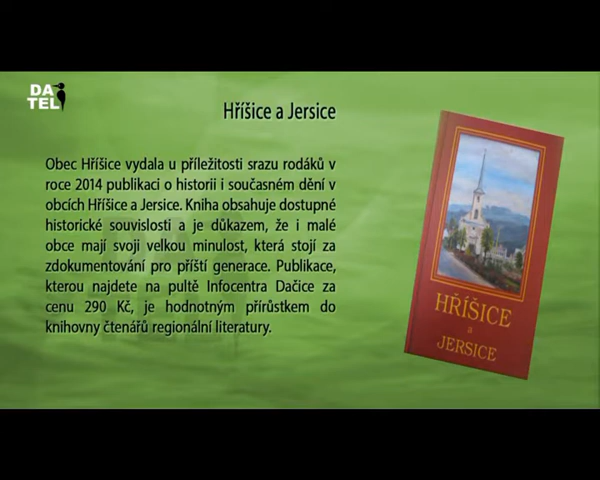 DA
TEL
Hříšice a Jersice
Obec Hříšice vydala u příležitosti srazu rodáků v
roce 2014 publikaci o historii i současném dění v
obcích Hříšice a Jersice. Kniha obsahuje dostupné
historické souvislosti a je důkazem, že i malé
obce mají svoji velkou minulost, která stojí za
zdokumentování pro příští generace. Publikace,
kterou najdete na pultě Infocentra Dačice za
cenu 290 Kč, je hodnotným přírůstkem do
knihovny čtenářů regionální literatury.
HŘÍŠICE
a
JERSICE